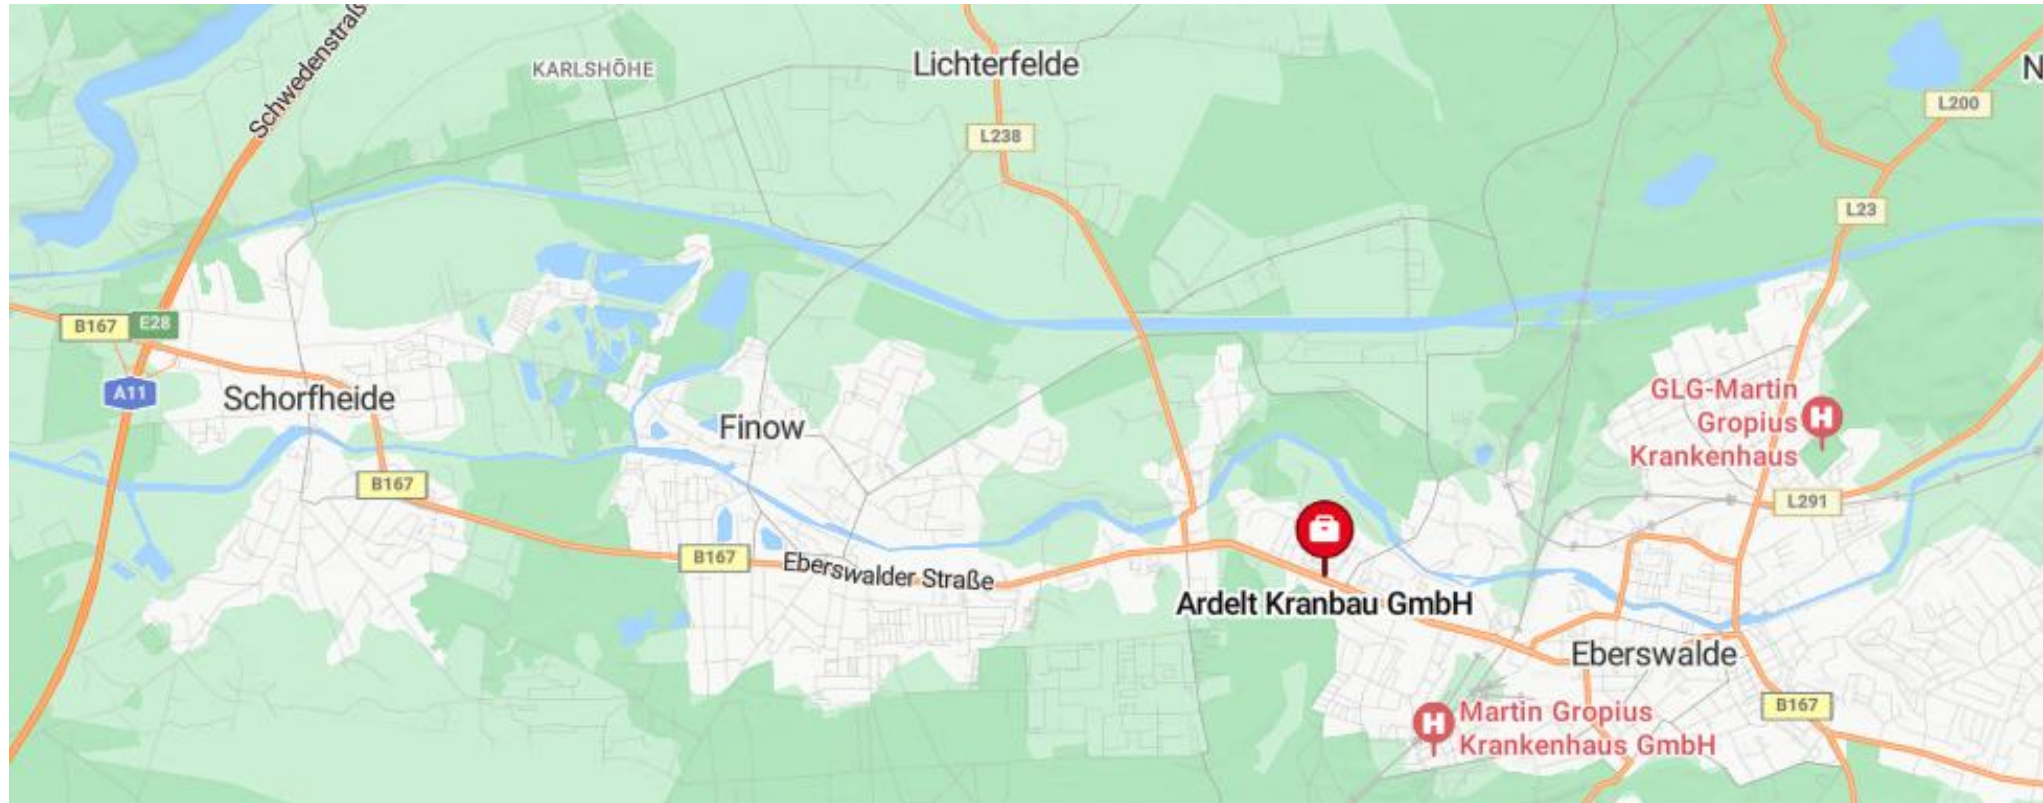 Schwedenstraß
KARLSHÖHE
Lichterfelde
N
L200
L238
L23
B167
E28
A11
Schorfheide
Finow
GLG-Martin
Gropius
Krankenhaus
H
B167
L291
B167
Eberswalder Straße
Ardelt Kranbau GmbH
Eberswalde
B167
H
Martin Gropius
Krankenhaus GmbH